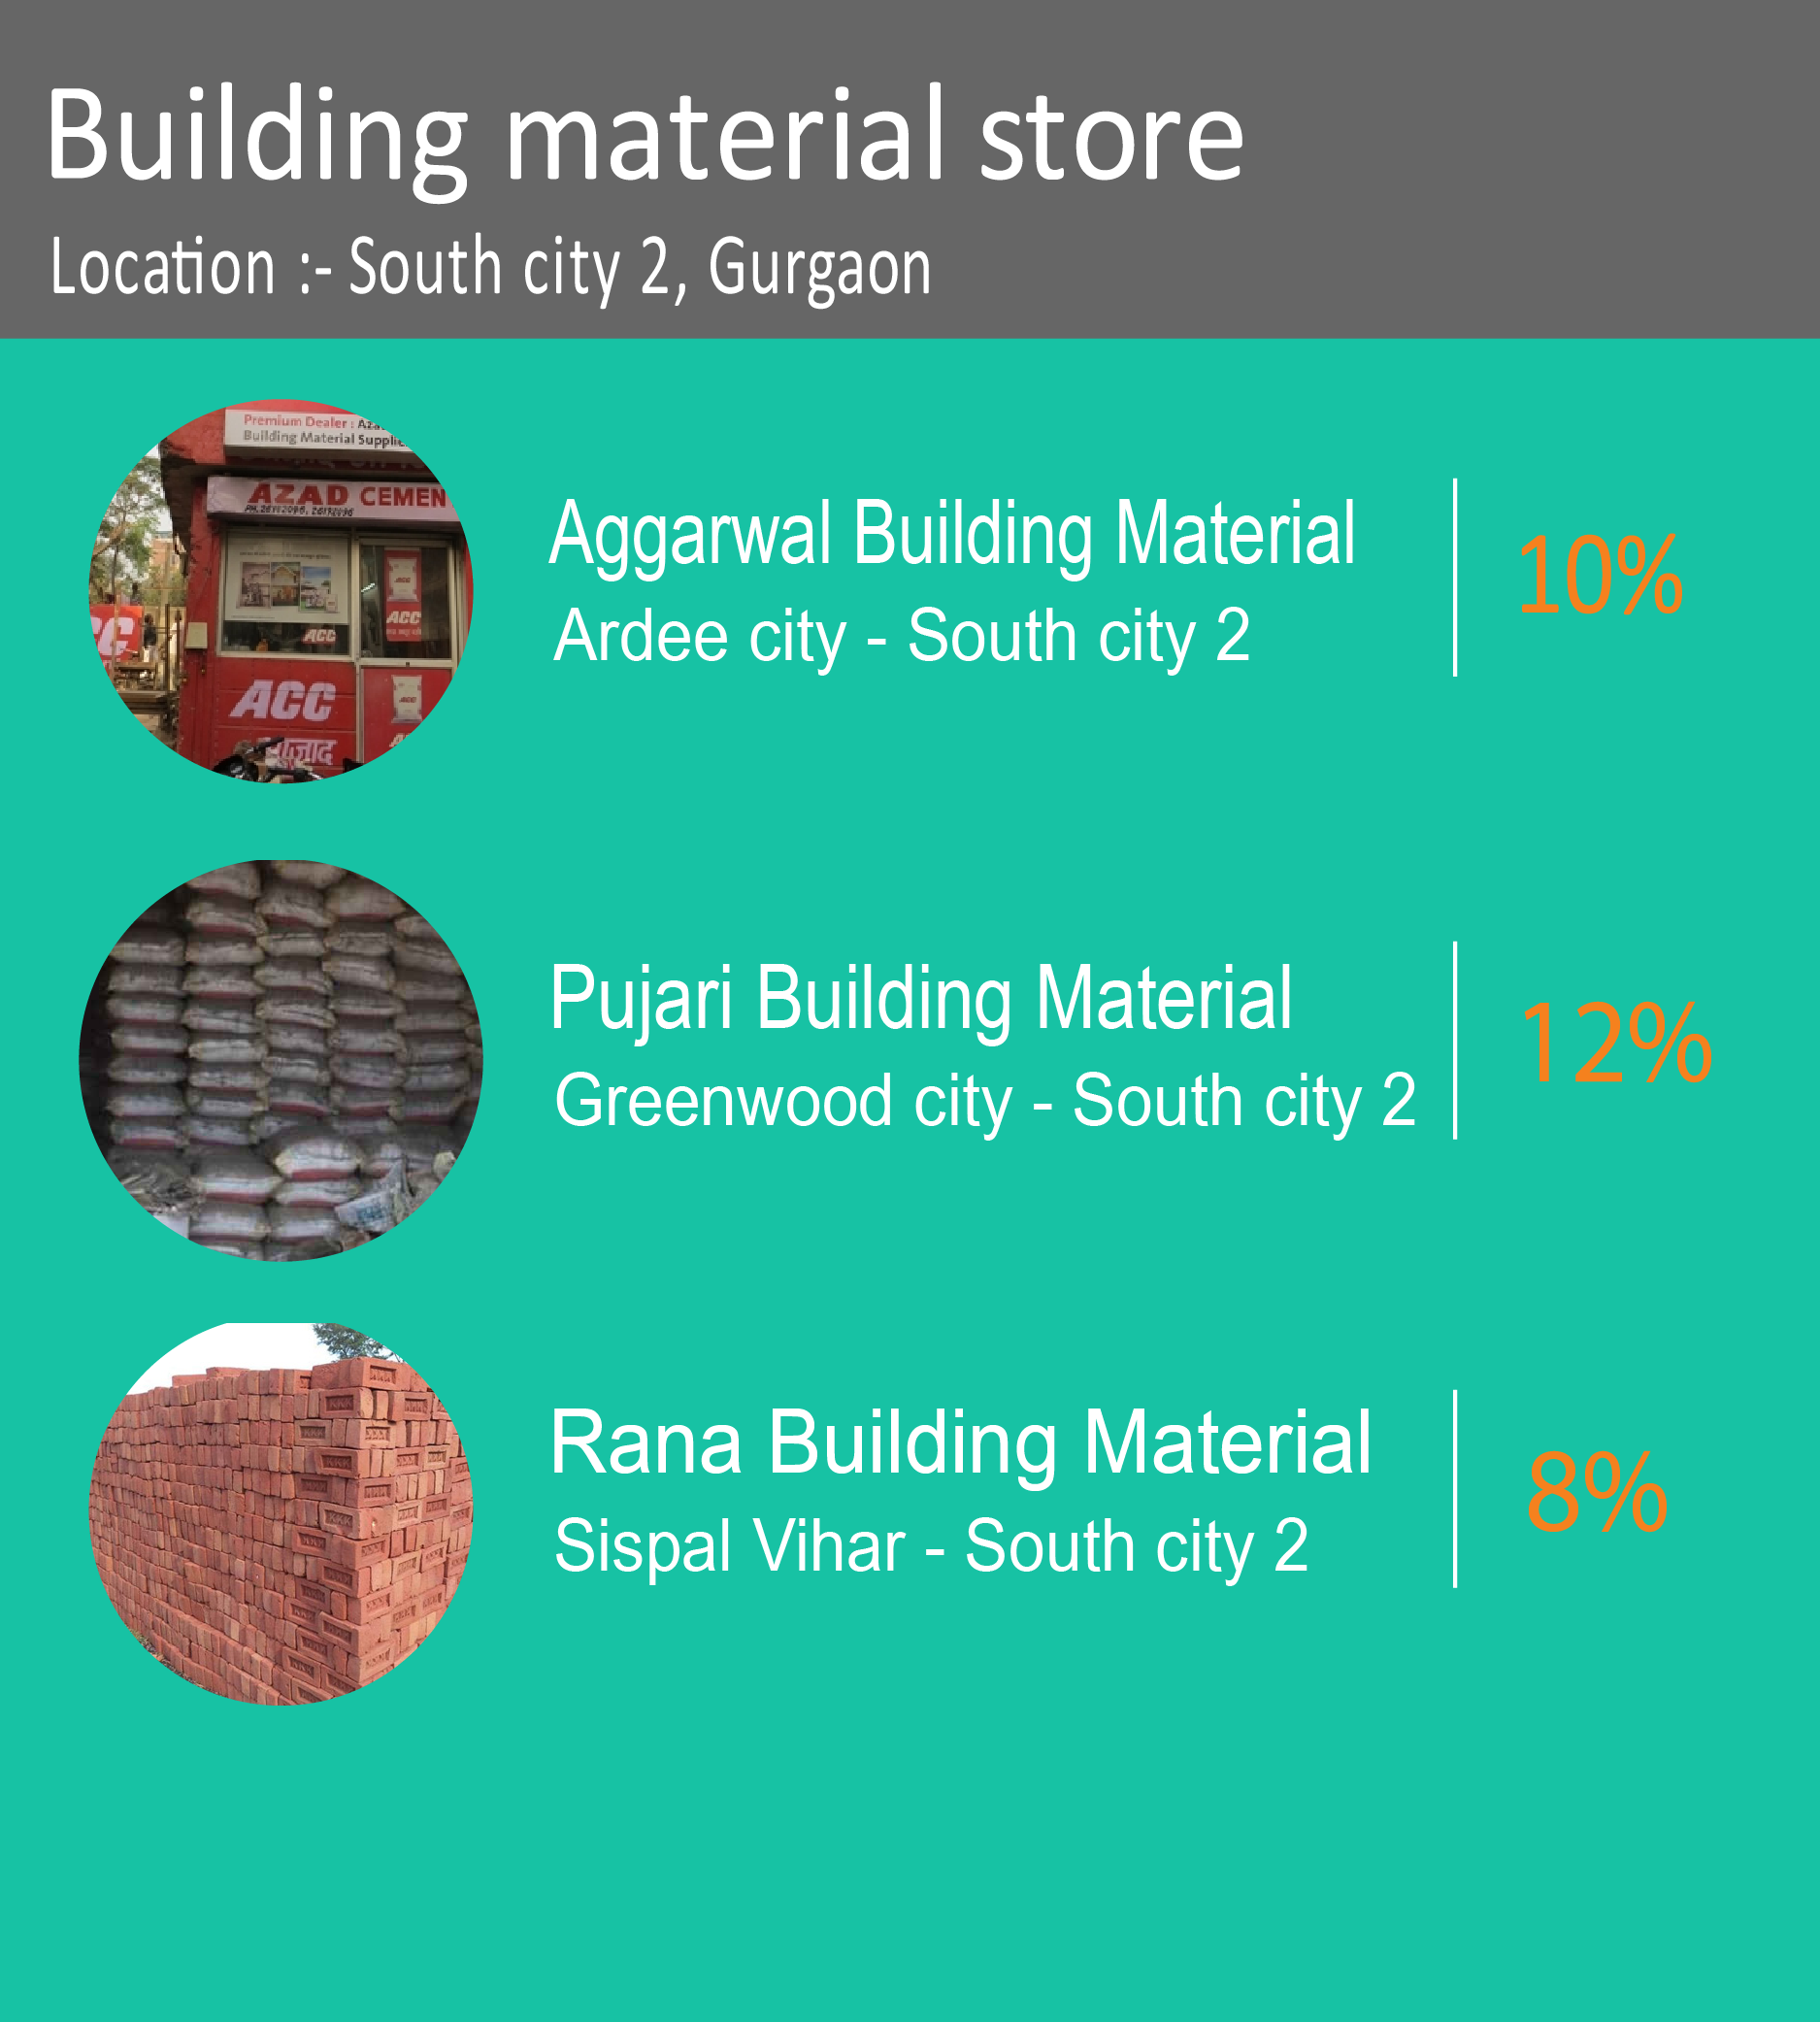 Building material store
Location :- South city 2, Gurgaon
Premium Dealer :
Building Material
AZAD CEMEN
ACC
ACC
ACC
ACC
Aggarwal Building Material
Ardee city - South city 2
10%
Pujari Building Material
Greenwood city - South city 2
12%
Rana Building Material
Sispal Vihar - South city 2
8%